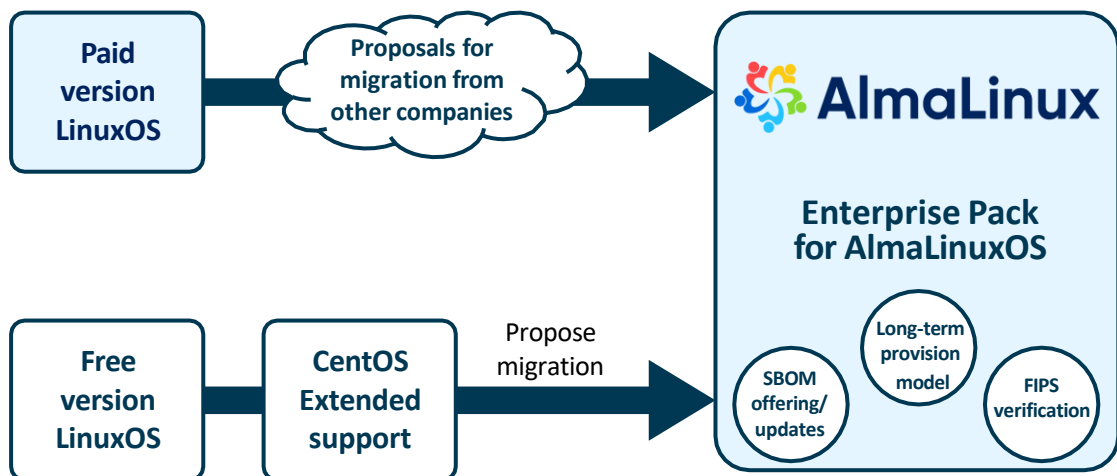 Paid
version
LinuxOS
Proposals for
migration from
other companies
AlmaLinux
Enterprise Pack
for AlmaLinuxOS
Free
version
LinuxOS
CentOS
Extended
support
Propose
migration
SBOM
offering/
updates
Long-term
provision
model
FIPS
verification